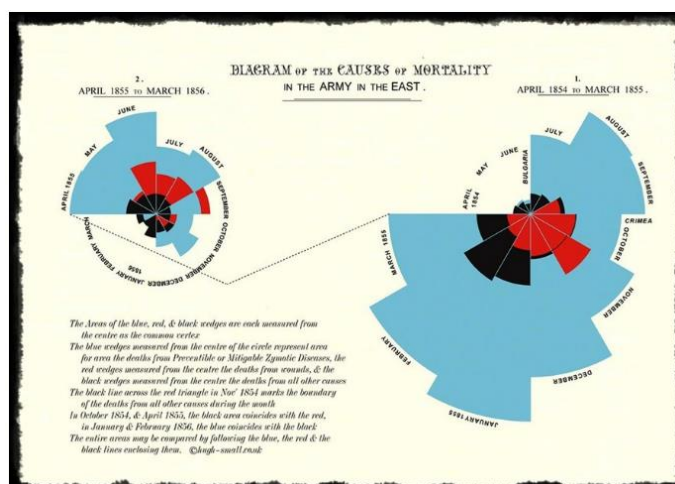 DIAGRAM OF THE CAUSES OF MORTALITY
IN THE ARMY IN THE EAST.
2.
APRIL 1855 TO MARCH 1856.
1.
APRIL 1854 TO MARCH 1855.
APRIL 1855
MAY
JUNE
JULY
AUGUST
SEPTEMBER
OCTOBER
NOVEMBER
DECEMBER
1856
JANUARY
FEBRUARY
MARCH
APRIL
1854
MAY
JUNE
BULGARIA
JULY
AUGUST
SEPTEMBER
CRIMEA
OCTOBER
NOVEMBER
DECEMBER
JANUARY 1855
FEBRUARY
MARCH 1855
The Areas of the blue, red, & black wedges are each measured from
the centre as the common vertex
The blue wedges measured from the centre of the circle represent area
for area the deaths from Preventible or Mitigable Zymotic Diseases, the
red wedges measured from the centre the deaths from wounds, & the
black wedges measured from the centre the deaths from all other causes
The black line across the red triangle in Nov.r 1854 marks the boundary
of the deaths from all other causes during the month
In October 1854, & April 1855, the black area coincides with the red,
in January & February 1856, the blue coincides with the black
The entire areas may be compared by following the blue, the red & the
black lines enclosing them. ©hugh-small.co.uk